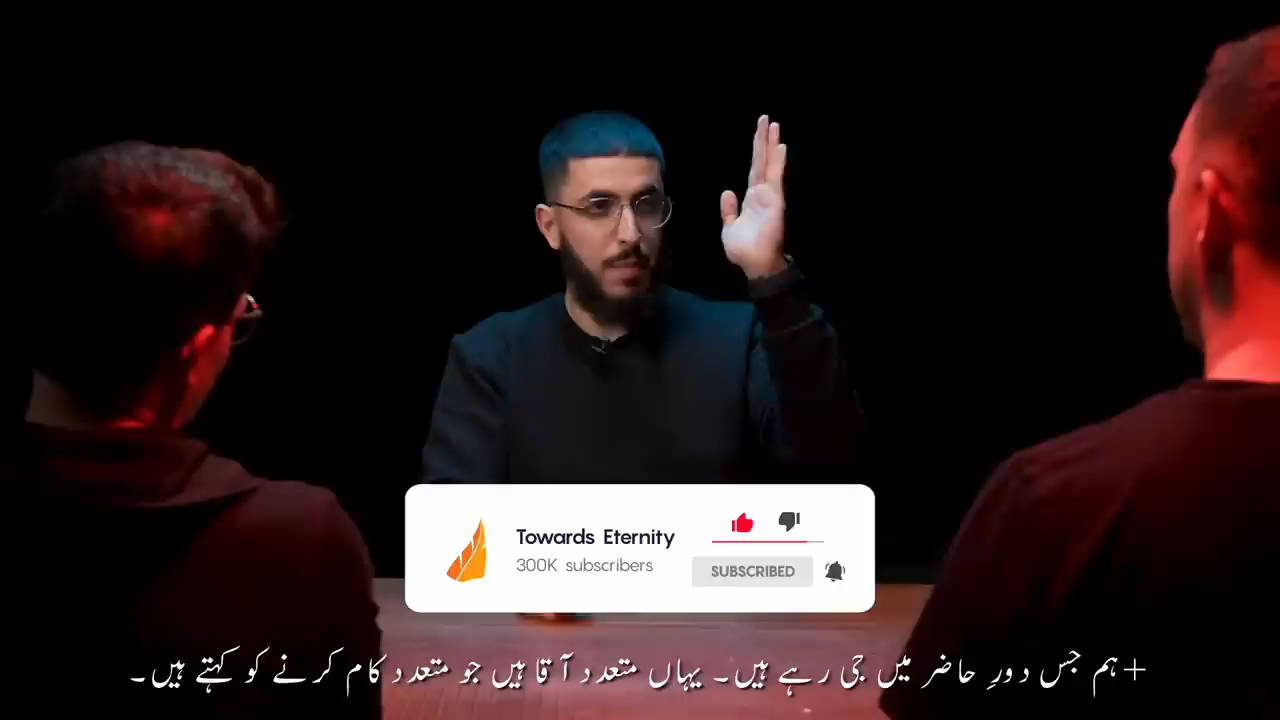 Towards Eternity
300K subscribers
SUBSCRIBED
+ہم جس دورِ حاضر میں جی رہے ہیں۔ یہاں متعدد آقا ہیں جو متعدد کام کرنے کو کہتے ہیں۔